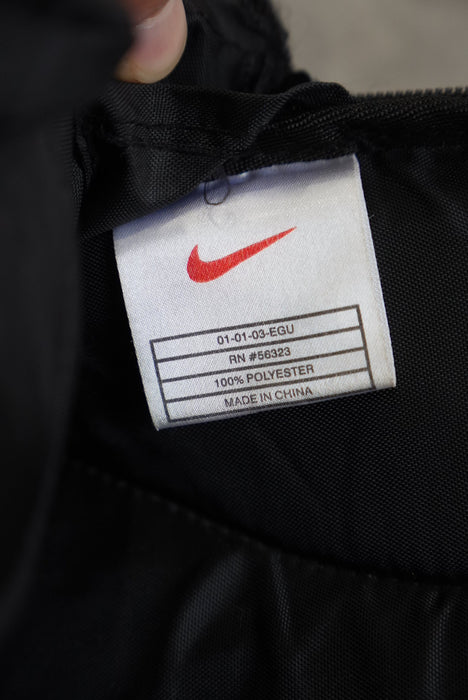 01-01-03-EGU
RN #56323
100% POLYESTER
MADE IN CHINA